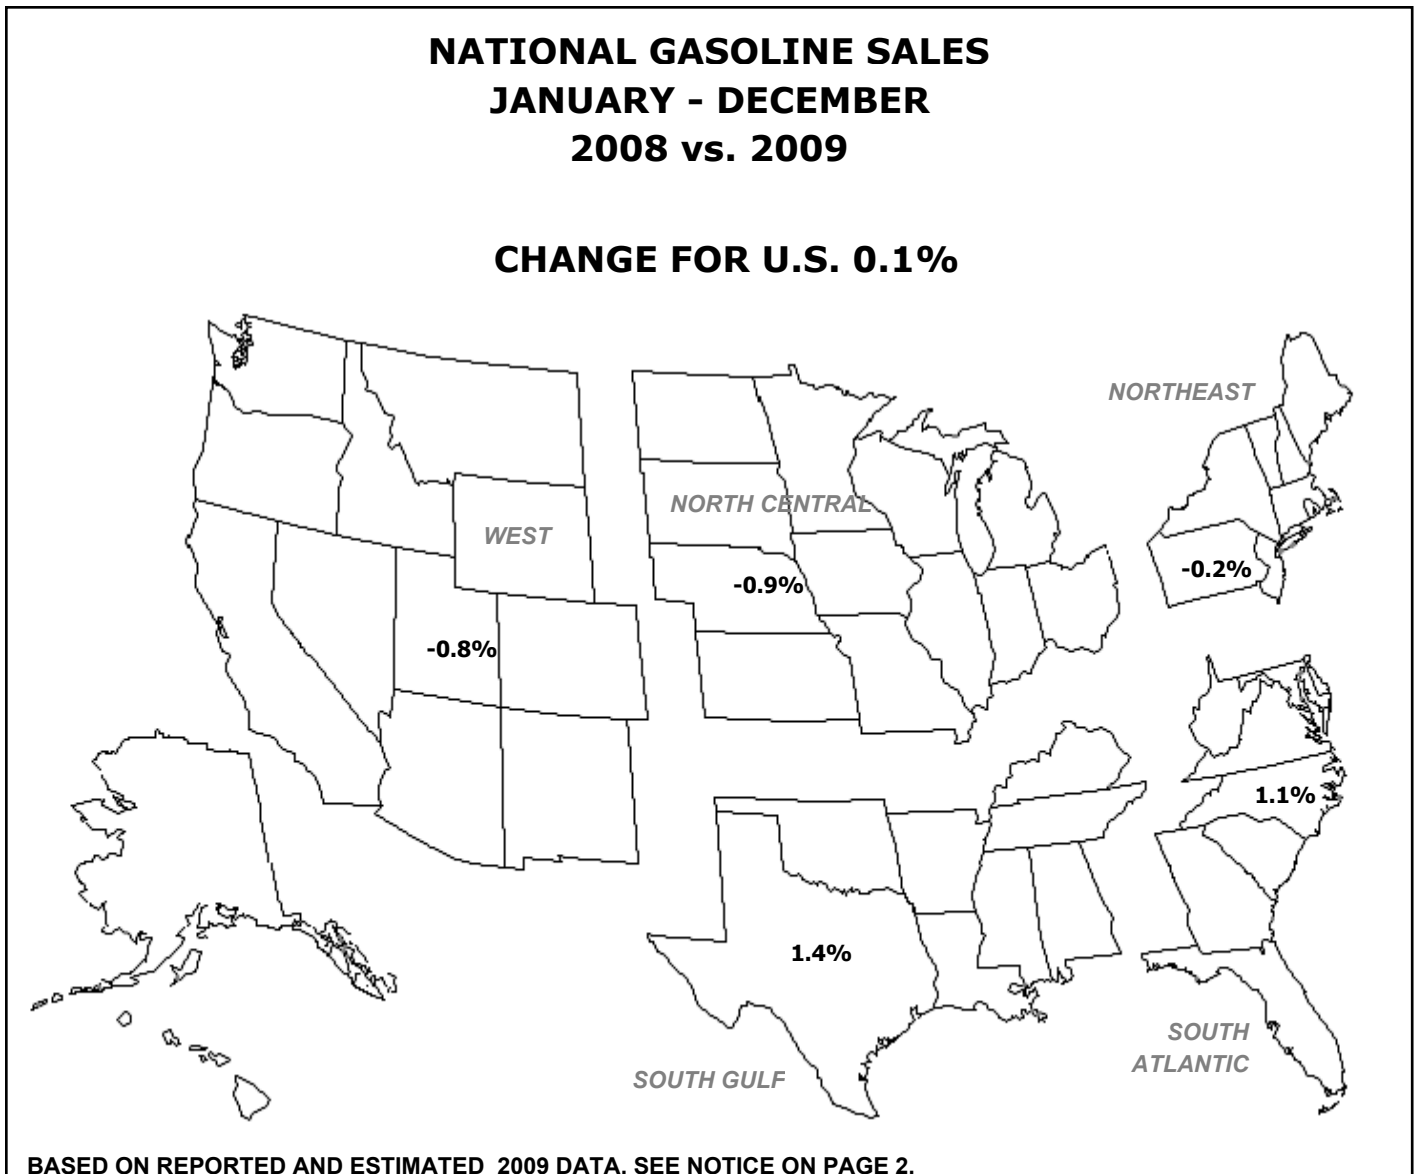 NATIONAL GASOLINE SALES
JANUARY - DECEMBER
2008 vs. 2009
CHANGE FOR U.S. 0.1%
NORTHEAST
NORTH CENTRAL
WEST
-0.2%
-0.9%
-0.8%
1.1%
1.4%
SOUTH
ATLANTIC
SOUTH GULF
BASED ON REPORTED AND ESTIMATED  2009 DATA. SEE NOTICE ON PAGE 2.